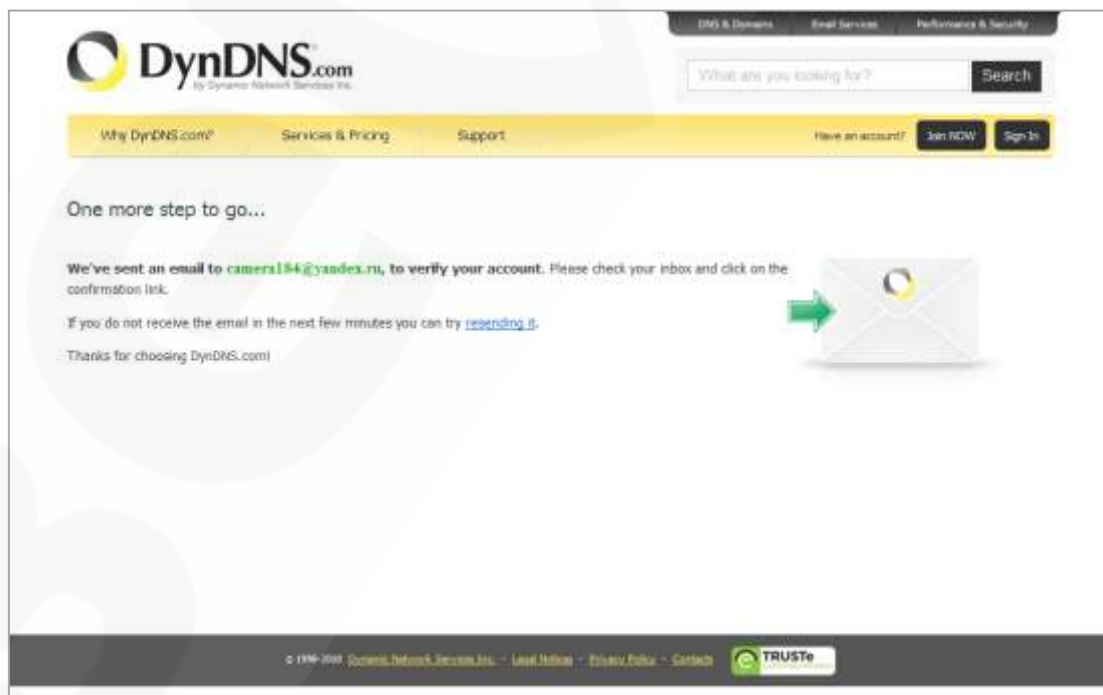 DNS & Domains Email Services Performance & Security
DynDNS.com
by Dynamic Network Services Inc.
What are you looking for? Search
Why DynDNS.com? Services & Pricing Support Have an account? Join NOW Sign In
One more step to go...
We've sent an email to camera184@yandex.ru, to verify your account. Please check your inbox and click on the
confirmation link.
If you do not receive the email in the next few minutes you can try resending it.
Thanks for choosing DynDNS.com!
© 1998-2010 Dynamic Network Services Inc. - Legal Notices - Privacy Policy - Contacts TRUSTe